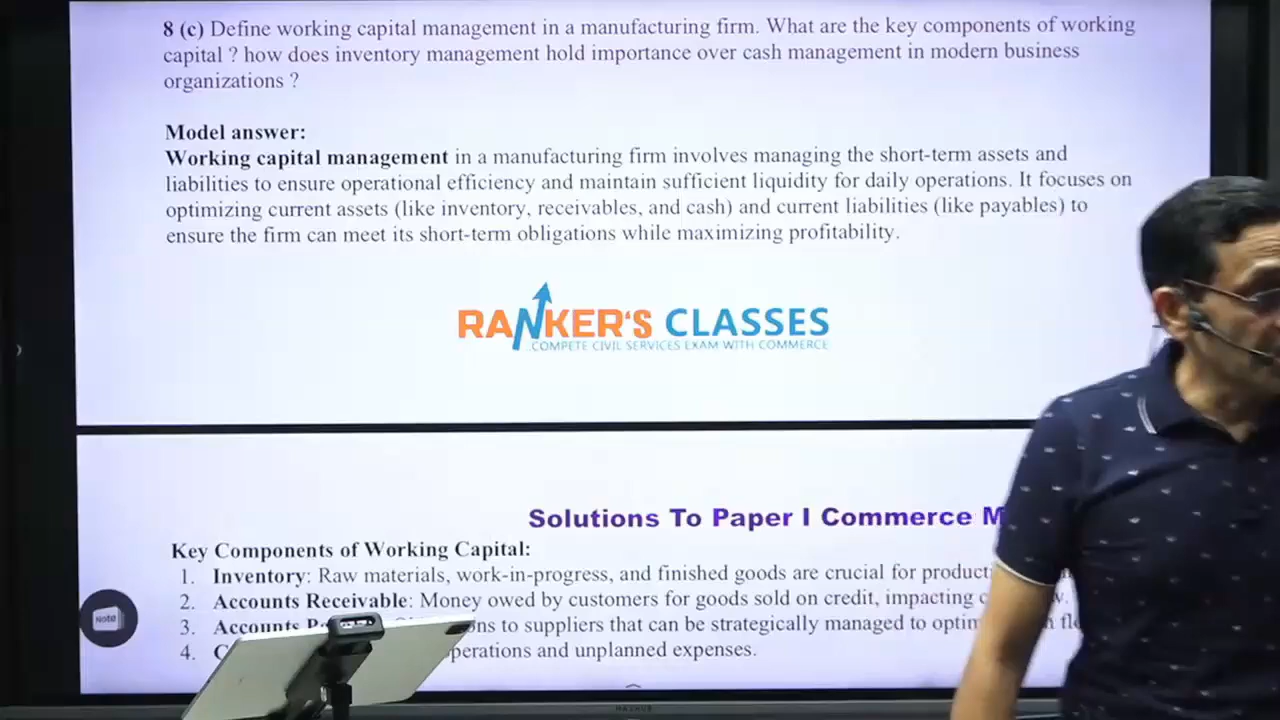 8 (c) Define working capital management in a manufacturing firm. What are the key components of working
capital ? how does inventory management hold importance over cash management in modern business
organizations ?
Model answer:
Working capital management in a manufacturing firm involves managing the short-term assets and
liabilities to ensure operational efficiency and maintain sufficient liquidity for daily operations. It focuses on
optimizing current assets (like inventory, receivables, and cash) and current liabilities (like payables) to
ensure the firm can meet its short-term obligations while maximizing profitability.
RANKER'S CLASSES
..COMPETE CIVIL SERVICES EXAM WITH COMMERCE
Solutions To Paper I Commerce M
Key Components of Working Capital:
1. Inventory: Raw materials, work-in-progress, and finished goods are crucial for producti
2. Accounts Receivable: Money owed by customers for goods sold on credit, impacting
3. Accounts to suppliers that can be strategically managed to
4. and unplanned expenses.
Note